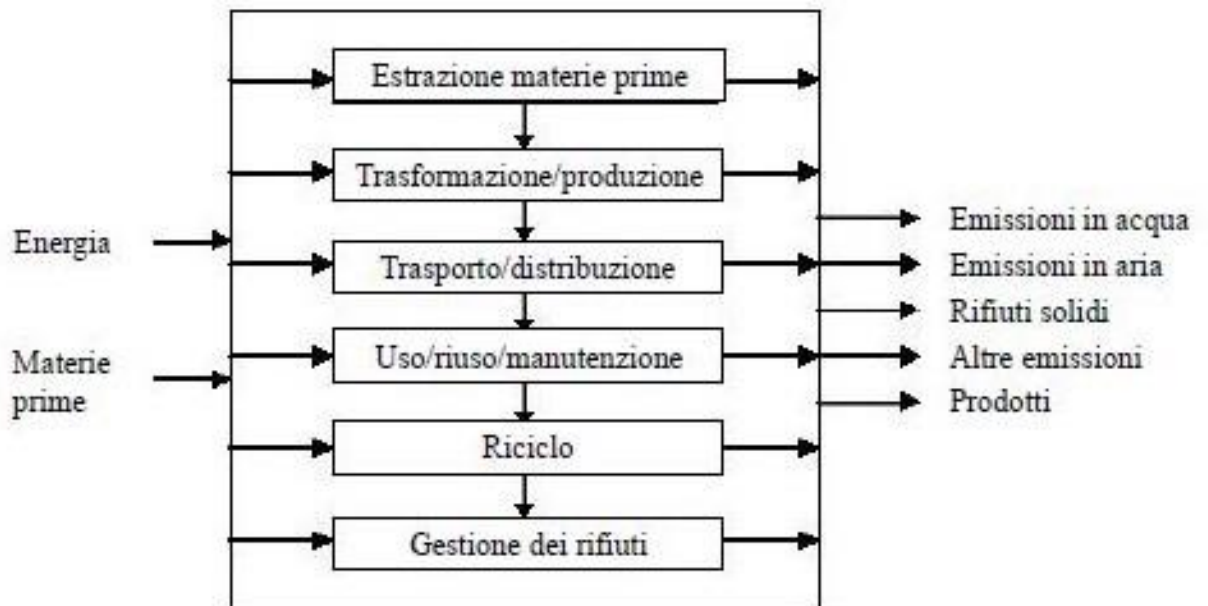 Estrazione materie prime
Trasformazione/produzione
Trasporto/distribuzione
Uso/riuso/manutenzione
Riciclo
Gestione dei rifiuti
Energia
Materie
prime
Emissioni in acqua
Emissioni in aria
Rifiuti solidi
Altre emissioni
Prodotti